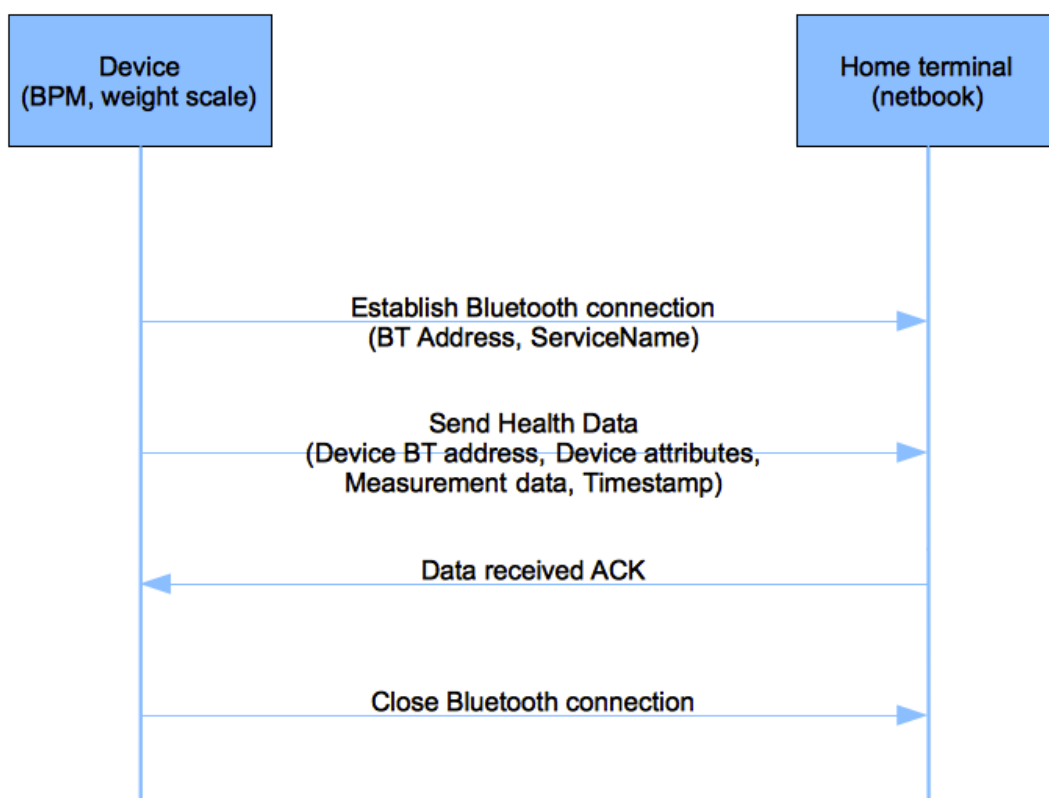 Device
(BPM, weight scale)
Home terminal
(netbook)
Establish Bluetooth connection
(BT Address, ServiceName)
Send Health Data
(Device BT address, Device attributes,
Measurement data, Timestamp)
Data received ACK
Close Bluetooth connection